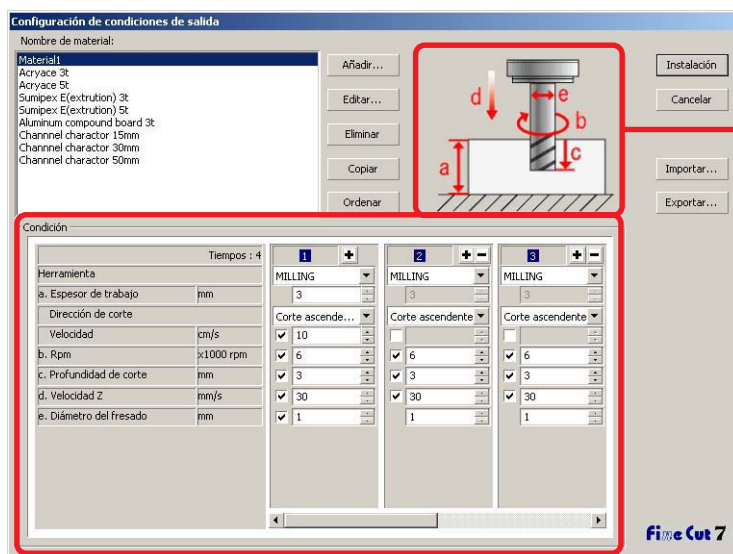 Configuración de condiciones de salida
Nombre de material:
Material1
Acryace 3t
Acryace 5t
Sumipex E(extrution) 3t
Sumipex E(extrution) 5t
Aluminum compound board 3t
Channnel charactor 15mm
Channnel charactor 30mm
Channnel charactor 50mm
Añadir...
Editar...
Eliminar
Copiar
Ordenar
d e
b
a c
Instalación
Cancelar
Importar...
Exportar...
Condición
Tiempos : 4 1 + 2 + - 3 + -
Herramienta MILLING MILLING MILLING
a. Espesor de trabajo mm 3 3 3
Dirección de corte Corte ascende... Corte ascendente Corte ascendente
Velocidad cm/s 10
b. Rpm x1000 rpm 6 6 6
c. Profundidad de corte mm 3 3 3
d. Velocidad Z mm/s 30 30 30
e. Diámetro del fresado mm 1 1 1
Fine Cut 7